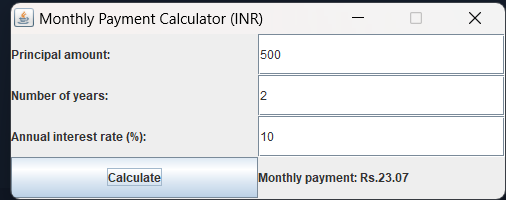 Monthly Payment Calculator (INR)
Principal amount: 500
Number of years: 2
Annual interest rate (%): 10
Calculate Monthly payment: Rs.23.07